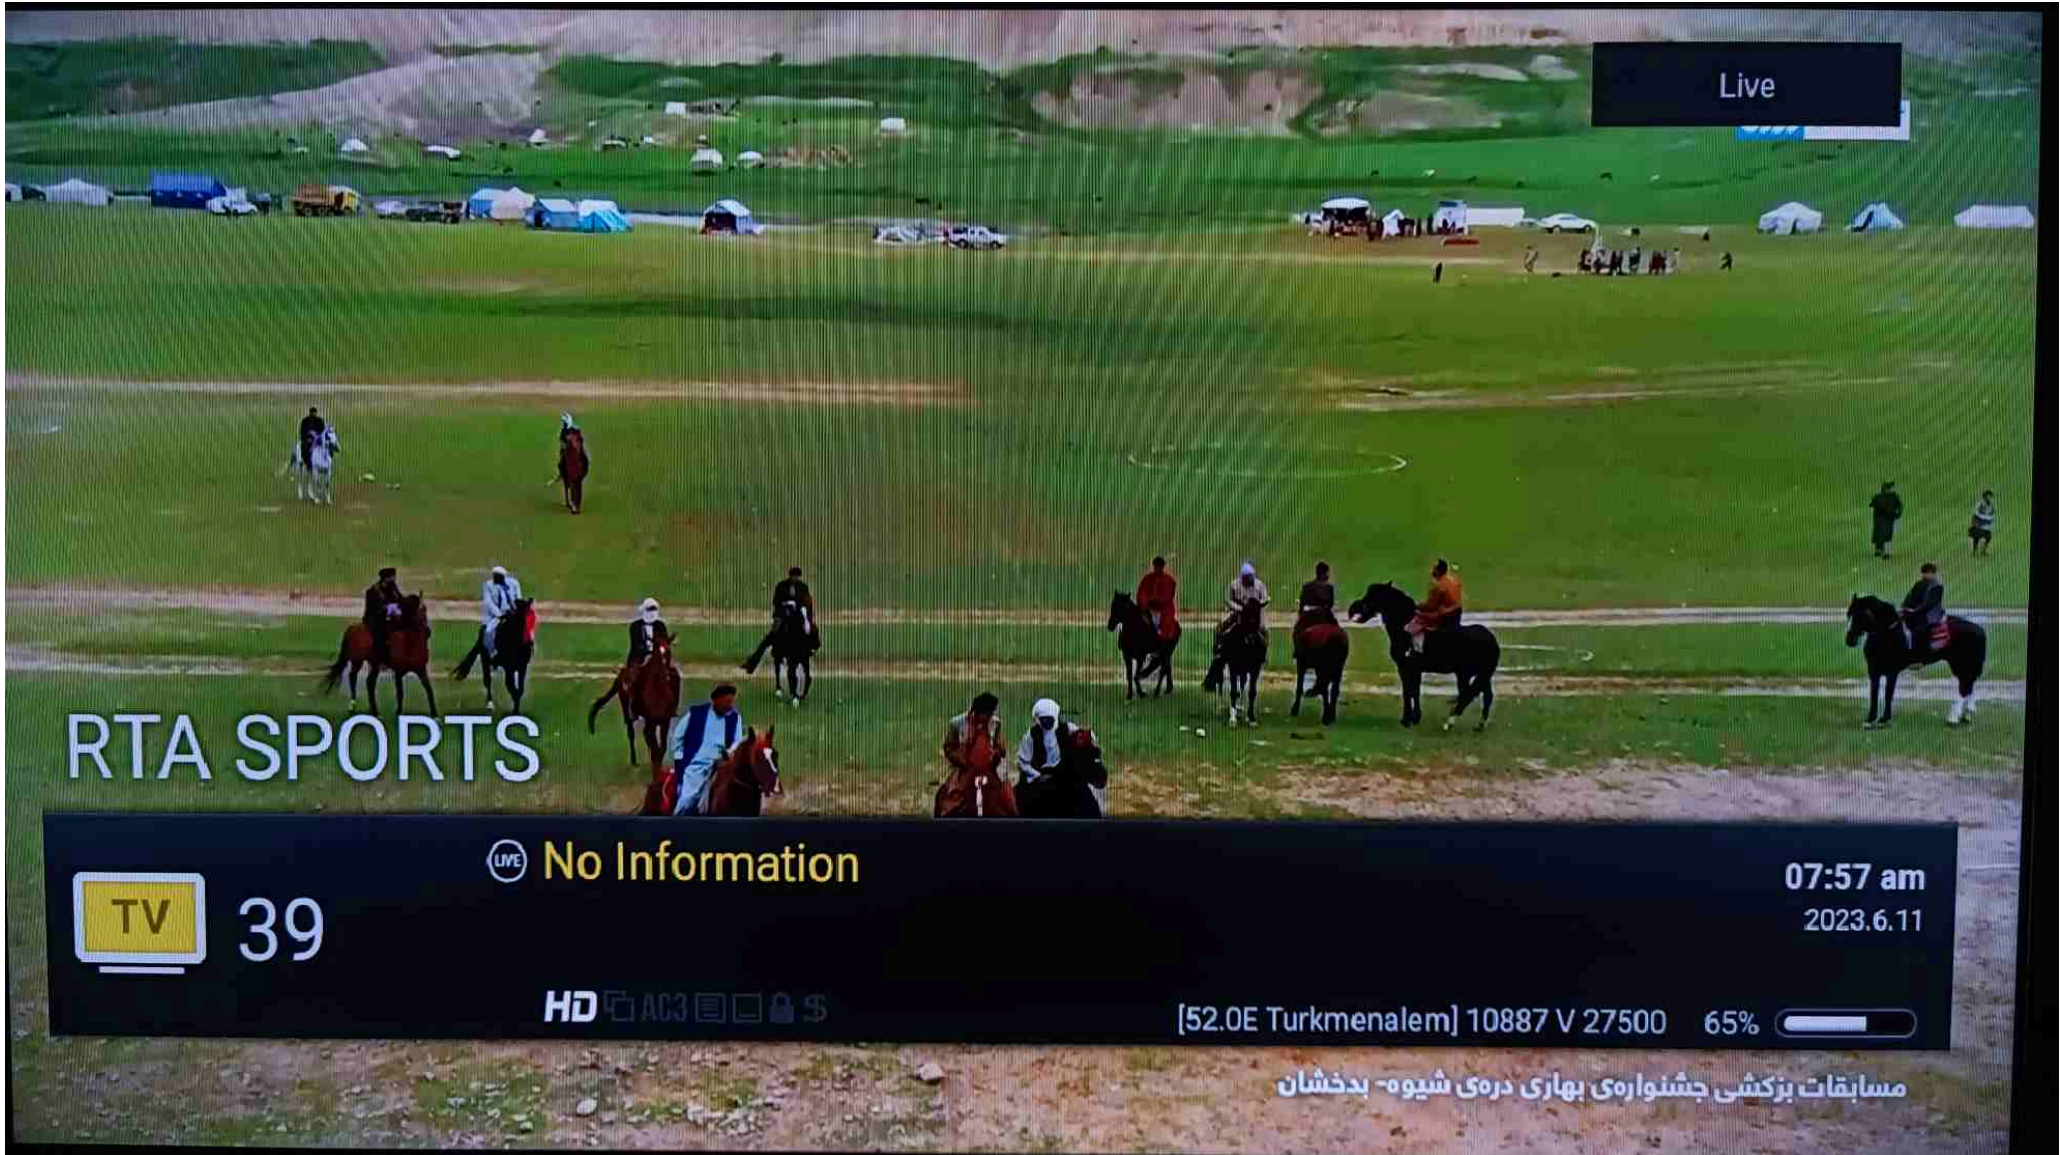 Live
RTA SPORTS
LIVE No Information
TV 39
07:57 am
2023.6.11
HD AC3 $
[52.0E Turkmenalem] 10887 V 27500 65%
مسابقات بزکشی جشنواره‌ی بهاری دره‌ی شیوه- بدخشان